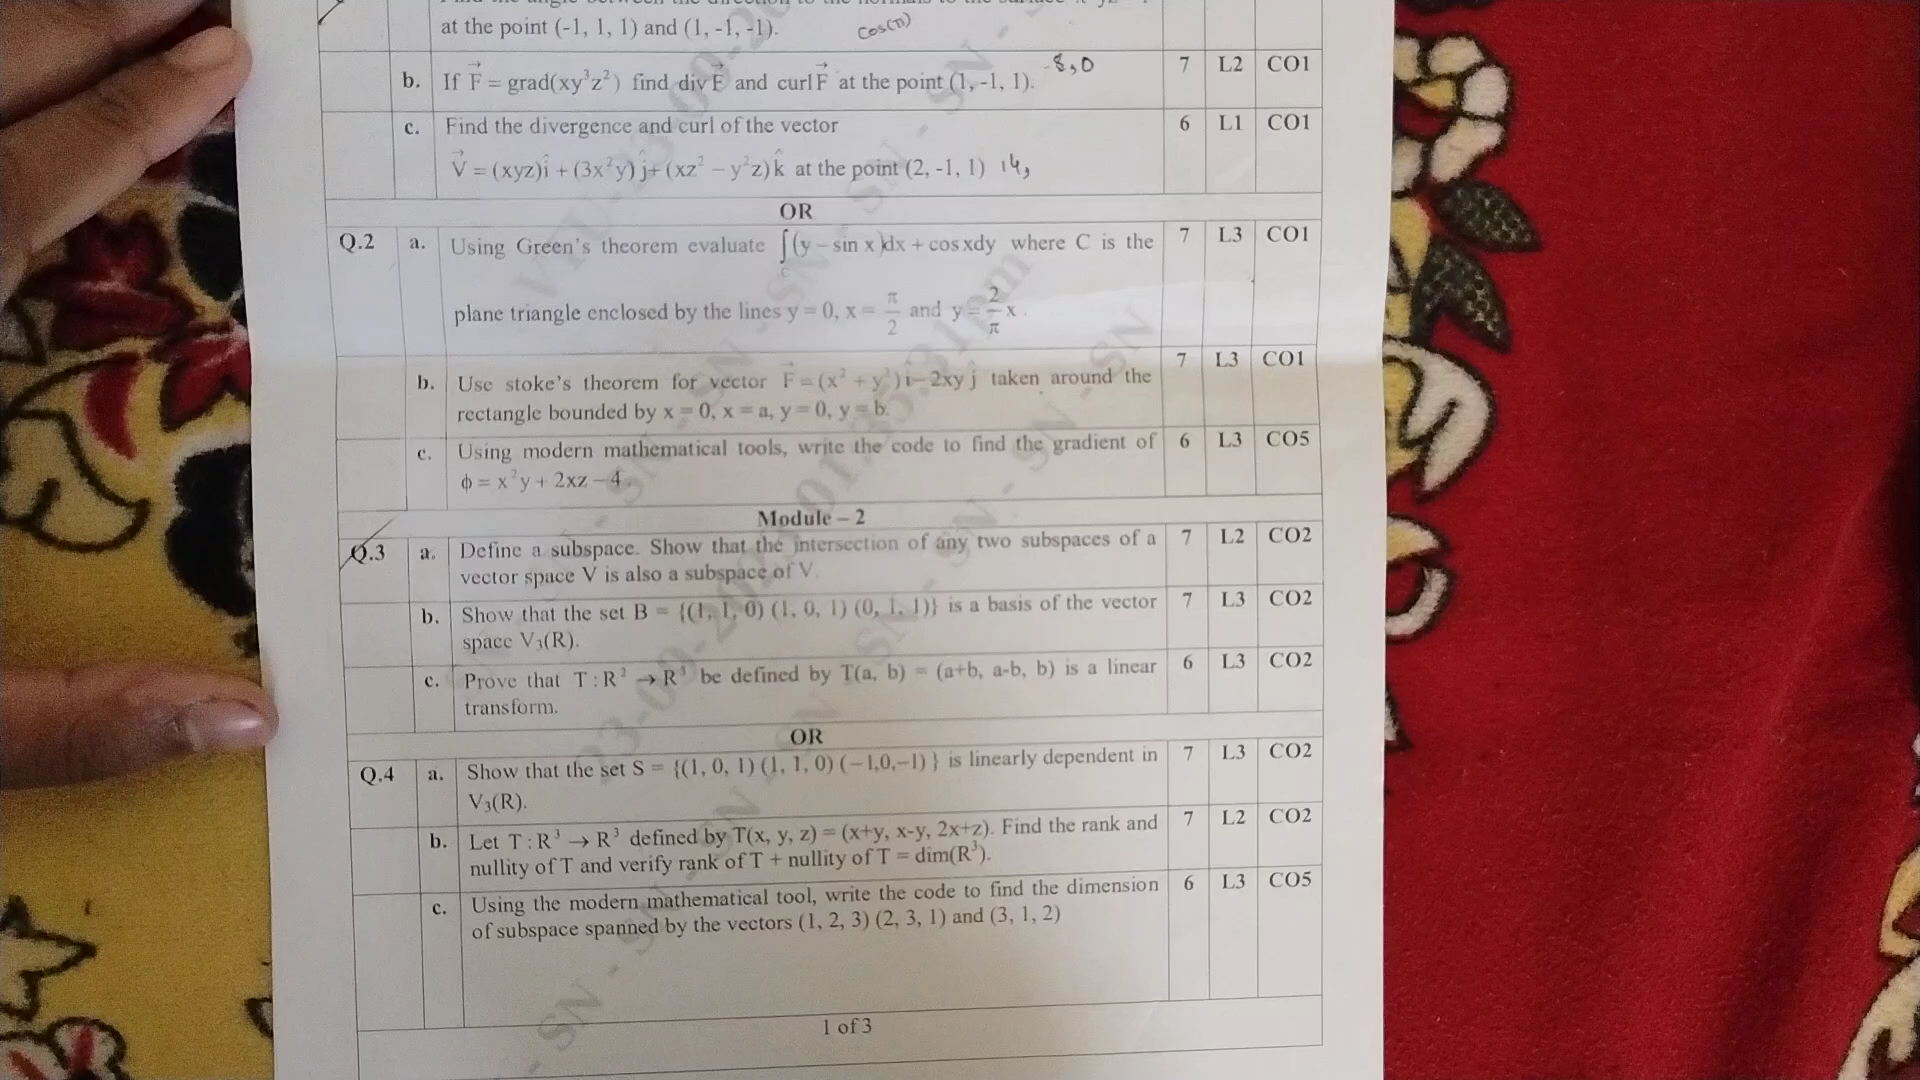 at the point (-1, 1, 1) and (1, -1, -1).
cos(π)
b. If F⃗ = grad(xy³z²) find div F⃗ and curl F⃗ at the point (1, -1, 1). -8,0 7 L2 CO1
c. Find the divergence and curl of the vector 6 L1 CO1
V⃗ = (xyz)î + (3x²y)ĵ + (xz² – y²z)k̂ at the point (2, -1, 1) 14,
OR
Q.2 a. Using Green's theorem evaluate ∫C (y – sin x)dx + cos xdy where C is the 7 L3 CO1
plane triangle enclosed by the lines y = 0, x = π/2 and y = 2/π x.
b. Use stoke's theorem for vector F⃗ = (x² + y²)i – 2xy ĵ taken around the 7 L3 CO1
rectangle bounded by x = 0, x = a, y = 0, y = b.
c. Using modern mathematical tools, write the code to find the gradient of 6 L3 CO5
ϕ = x²y + 2xz – 4.
Module – 2
Q.3 a. Define a subspace. Show that the intersection of any two subspaces of a 7 L2 CO2
vector space V is also a subspace of V.
b. Show that the set B = {(1, 1, 0) (1, 0, 1) (0, 1, 1)} is a basis of the vector 7 L3 CO2
space V₃(R).
c. Prove that T : R² → R³ be defined by T(a, b) = (a+b, a-b, b) is a linear 6 L3 CO2
transform.
OR
Q.4 a. Show that the set S = {(1, 0, 1) (1, 1, 0) (–1,0,–1) } is linearly dependent in 7 L3 CO2
V₃(R).
b. Let T : R³ → R³ defined by T(x, y, z) = (x+y, x-y, 2x+z). Find the rank and 7 L2 CO2
nullity of T and verify rank of T + nullity of T = dim(R³).
c. Using the modern mathematical tool, write the code to find the dimension 6 L3 CO5
of subspace spanned by the vectors (1, 2, 3) (2, 3, 1) and (3, 1, 2)
1 of 3